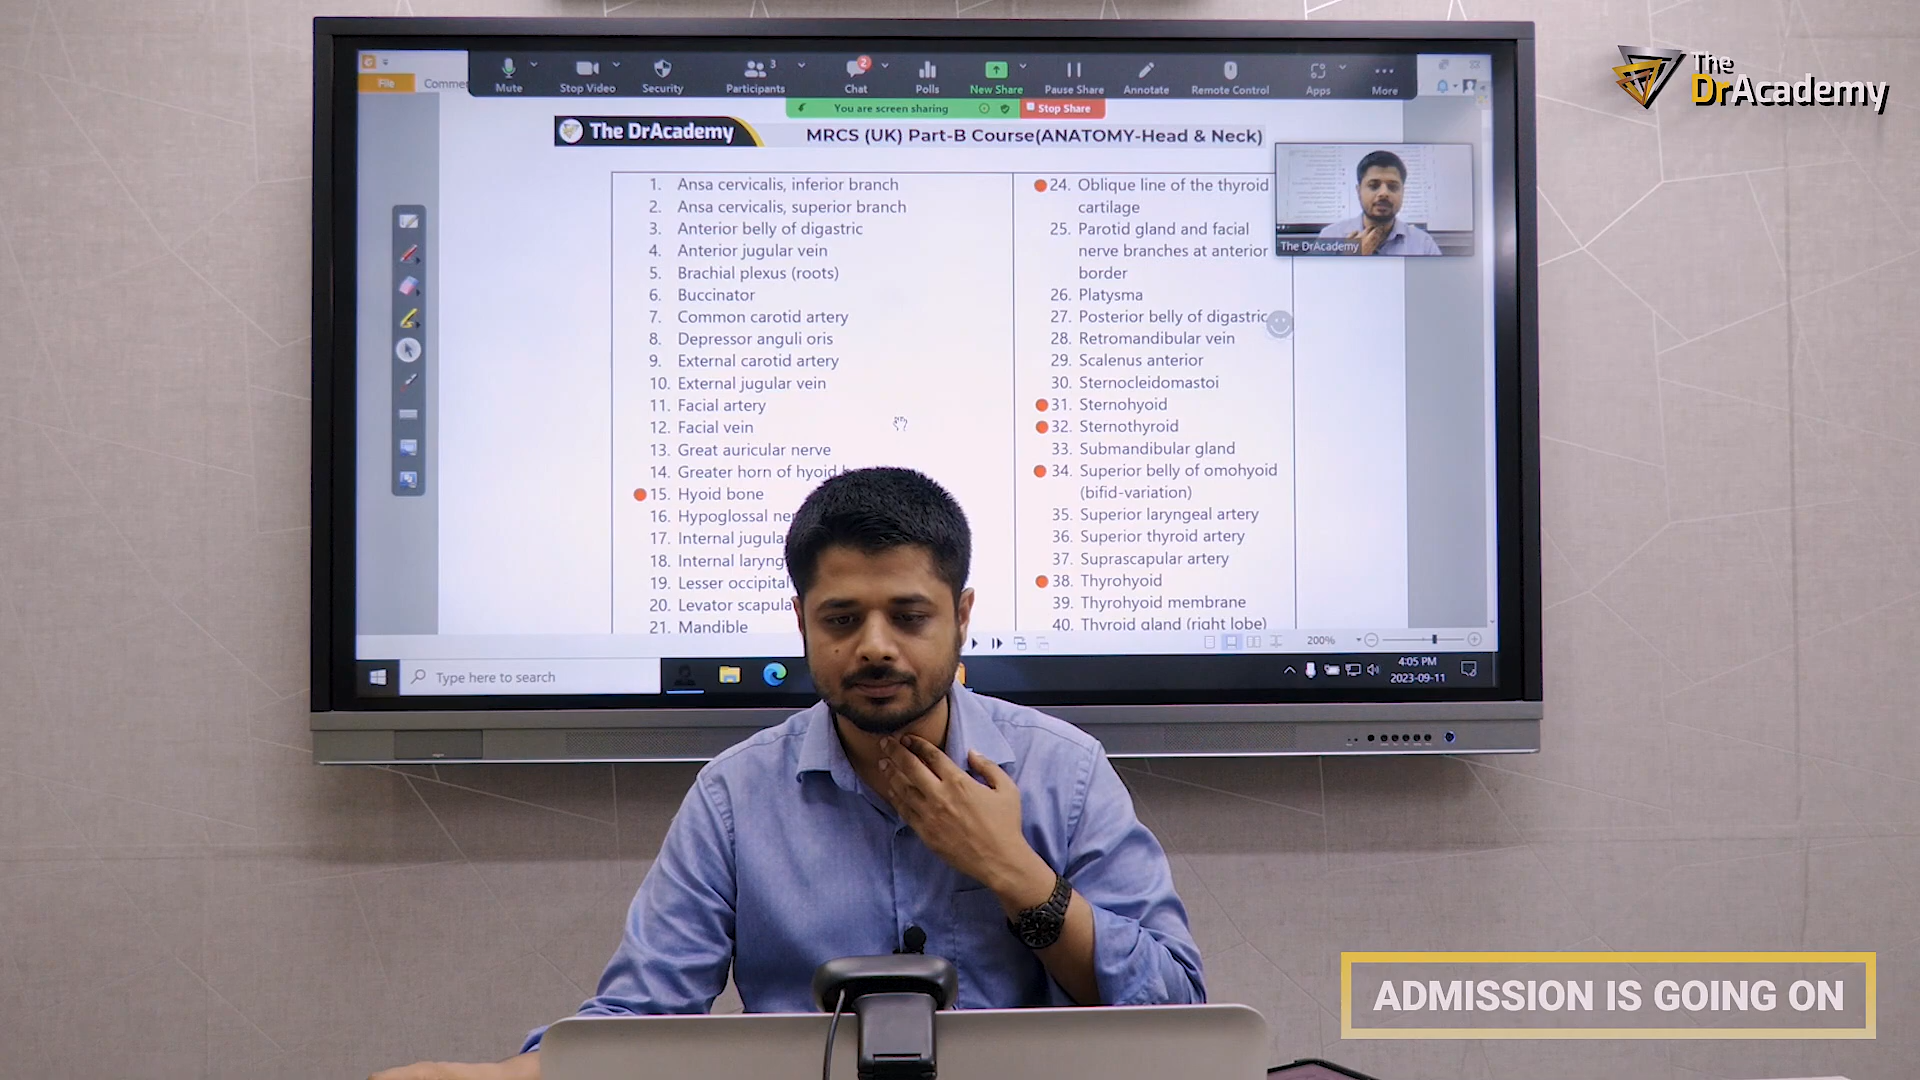 The
DrAcademy
Mute
Stop Video
Security
Participants
3
Chat
2
Polls
New Share
Pause Share
Annotate
Remote Control
Apps
More
File
You are screen sharing
Stop Share
The DrAcademy
MRCS (UK) Part-B Course(ANATOMY-Head & Neck)
1. Ansa cervicalis, inferior branch
2. Ansa cervicalis, superior branch
3. Anterior belly of digastric
4. Anterior jugular vein
5. Brachial plexus (roots)
6. Buccinator
7. Common carotid artery
8. Depressor anguli oris
9. External carotid artery
10. External jugular vein
11. Facial artery
12. Facial vein
13. Great auricular nerve
14. Greater horn of hyoid
15. Hyoid bone
16. Hypoglossal
17. Internal
18. Internal
19. Lesser occipital
20. Levator
21. Mandible
24. Oblique line of the thyroid
cartilage
25. Parotid gland and facial
nerve branches at anterior
border
26. Platysma
27. Posterior belly of digastric
28. Retromandibular vein
29. Scalenus anterior
30. Sternocleidomastoi
31. Sternohyoid
32. Sternothyroid
33. Submandibular gland
34. Superior belly of omohyoid
(bifid-variation)
35. Superior laryngeal artery
36. Superior thyroid artery
37. Suprascapular artery
38. Thyrohyoid
39. Thyrohyoid membrane
40. Thyroid gland (right lobe)
The DrAcademy
200%
Type here to search
4:05 PM
2023-09-11
ADMISSION IS GOING ON